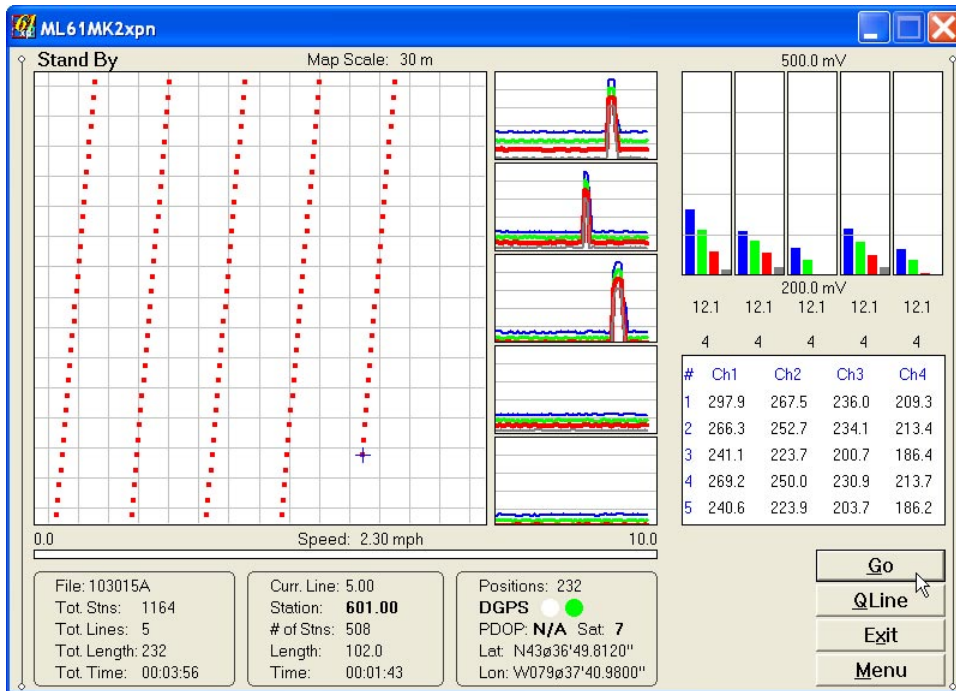 ML61MK2xpn
Stand By Map Scale: 30 m
500.0 mV
200.0 mV
12.1 12.1 12.1 12.1 12.1
4 4 4 4 4
# Ch1 Ch2 Ch3 Ch4
1 297.9 267.5 236.0 209.3
2 266.3 252.7 234.1 213.4
3 241.1 223.7 200.7 186.4
4 269.2 250.0 230.9 213.7
5 240.6 223.9 203.7 186.2
0.0 Speed: 2.30 mph 10.0
File: 103015A
Tot. Stns: 1164
Tot. Lines: 5
Tot. Length: 232
Tot. Time: 00:03:56
Curr. Line: 5.00
Station: 601.00
# of Stns: 508
Length: 102.0
Time: 00:01:43
Positions: 232
DGPS
PDOP: N/A Sat: 7
Lat: N43ø36'49.8120"
Lon: W079ø37'40.9800"
Go
QLine
Exit
Menu